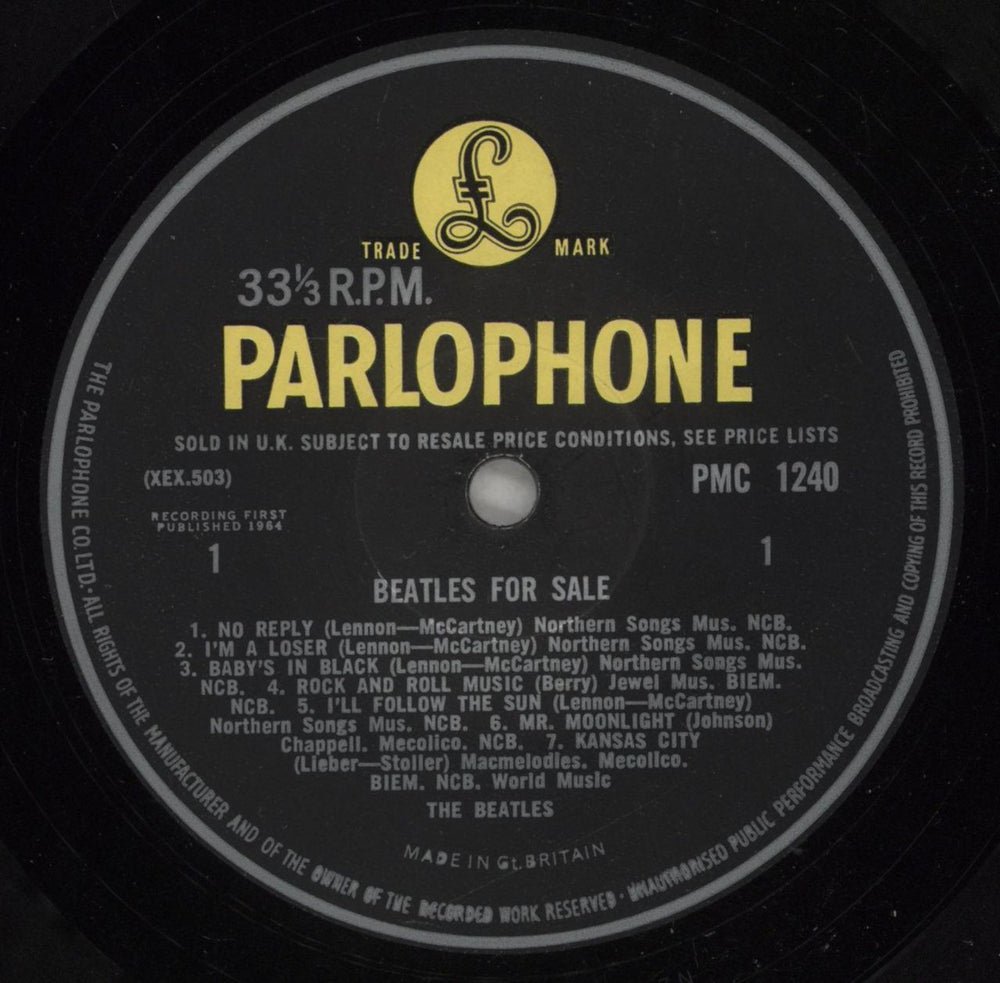 £
TRADE MARK
33⅓ R.P.M.
PARLOPHONE
SOLD IN U.K. SUBJECT TO RESALE PRICE CONDITIONS, SEE PRICE LISTS
(XEX.503)
PMC 1240
RECORDING FIRST
PUBLISHED 1964
1
1
BEATLES FOR SALE
1. NO REPLY (Lennon—McCartney) Northern Songs Mus. NCB.
2. I'M A LOSER (Lennon—McCartney) Northern Songs Mus. NCB.
3. BABY'S IN BLACK (Lennon—McCartney) Northern Songs Mus.
NCB. 4. ROCK AND ROLL MUSIC (Berry) Jewel Mus. BIEM.
NCB. 5. I'LL FOLLOW THE SUN (Lennon—McCartney)
Northern Songs Mus. NCB. 6. MR. MOONLIGHT (Johnson)
Chappell. Mecolico. NCB. 7. KANSAS CITY
(Lieber—Stoller) Macmelodies. Mecolico.
BIEM. NCB. World Music
THE BEATLES
MADE IN Gt. BRITAIN
THE PARLOPHONE CO. LTD. · ALL RIGHTS OF THE MANUFACTURER AND OF THE OWNER OF THE RECORDED WORK RESERVED · UNAUTHORISED PUBLIC PERFORMANCE BROADCASTING AND COPYING OF THIS RECORD PROHIBITED